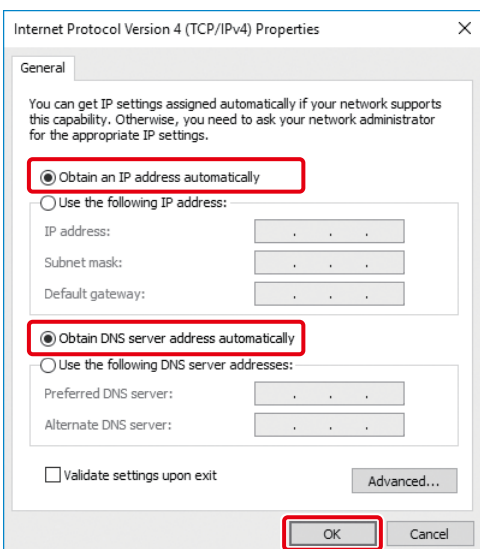 Internet Protocol Version 4 (TCP/IPv4) Properties
General
You can get IP settings assigned automatically if your network supports
this capability. Otherwise, you need to ask your network administrator
for the appropriate IP settings.
Obtain an IP address automatically
Use the following IP address:
IP address:
Subnet mask:
Default gateway:
Obtain DNS server address automatically
Use the following DNS server addresses:
Preferred DNS server:
Alternate DNS server:
Validate settings upon exit
Advanced...
OK Cancel